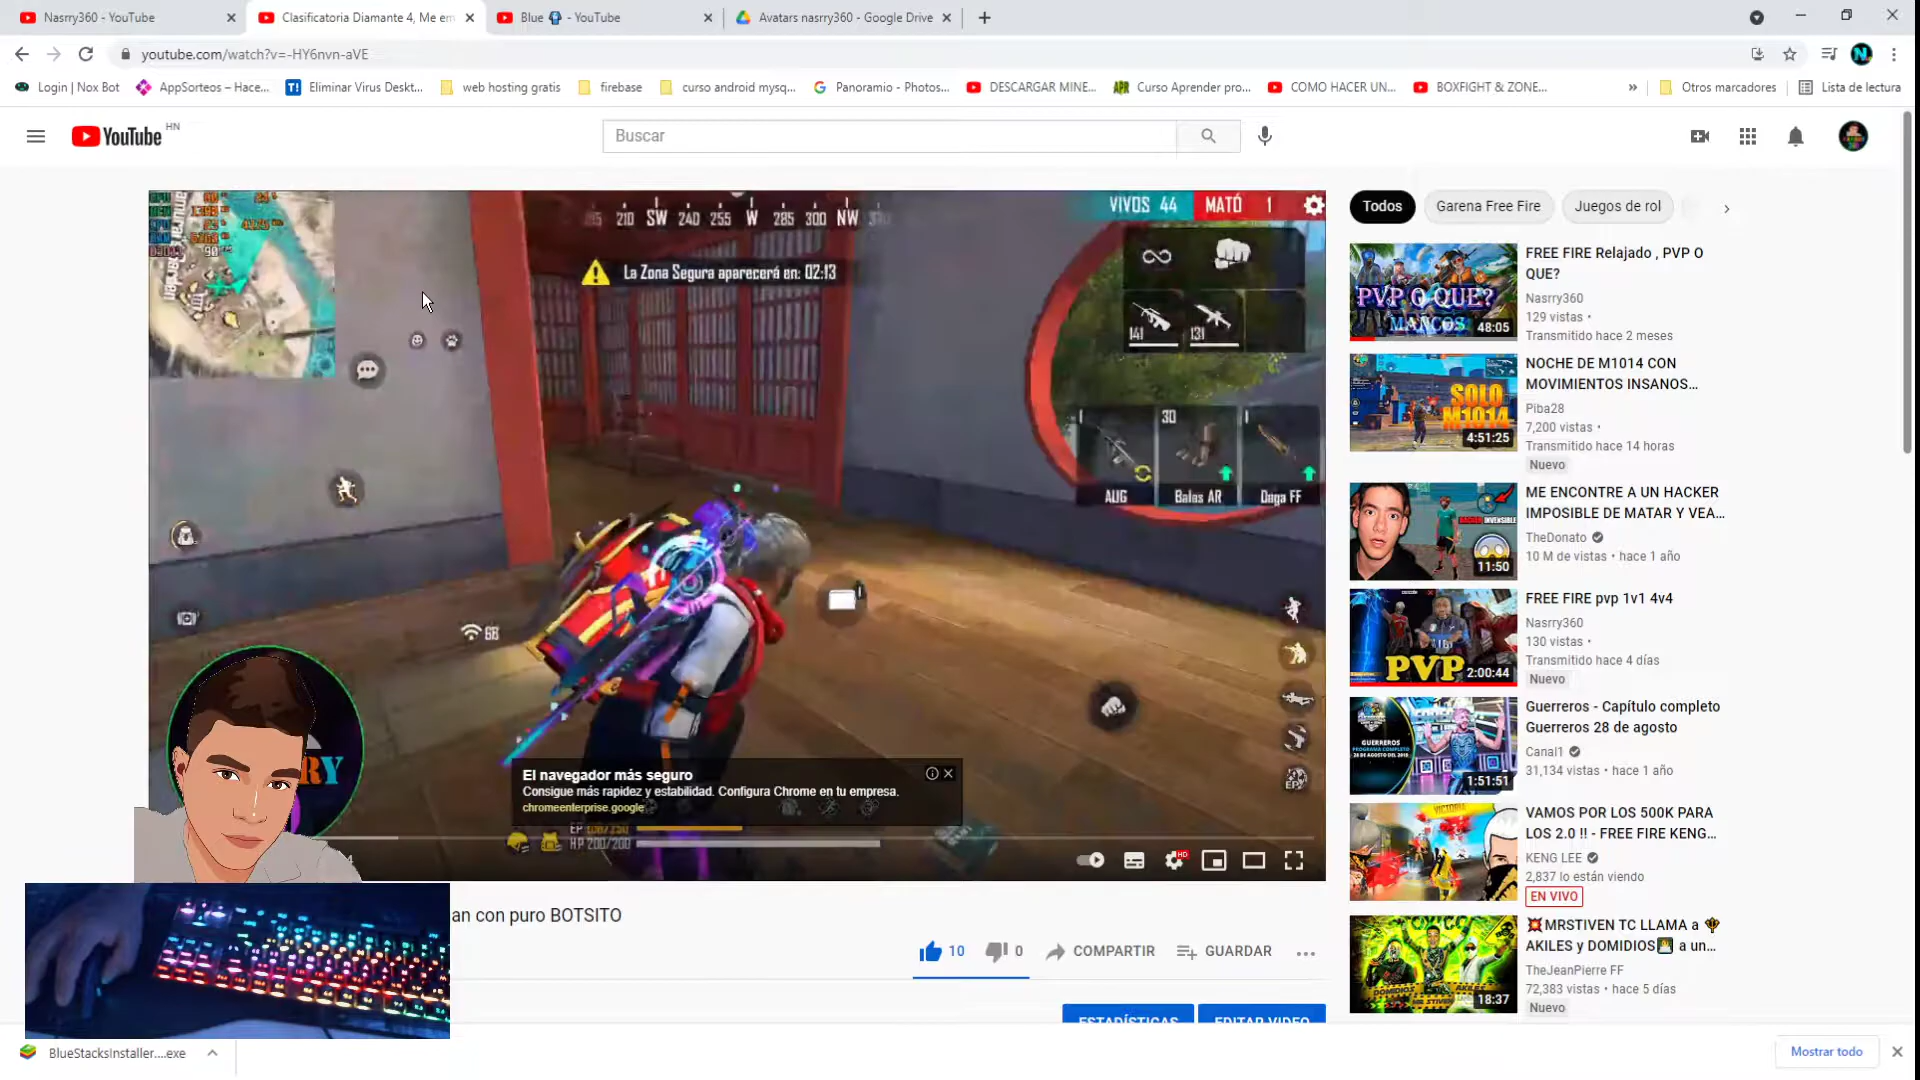 Nasrry360 - YouTube
Clasificatoria Diamante 4, Me em
Blue - YouTube
Avatars nasrry360 - Google Drive
youtube.com/watch?v=-HY6nvn-aVE
Login | Nox Bot
AppSorteos – Hace...
Eliminar Virus Deskt...
web hosting gratis
firebase
curso android mysq...
Panoramio - Photos...
DESCARGAR MINE...
Curso Aprender pro...
COMO HACER UN...
BOXFIGHT & ZONE...
»
Otros marcadores
Lista de lectura
YouTube HN
Buscar
210 SW 240 255 W 285 300 NW
VIVOS 44 MATÓ 1
La Zona Segura aparecerá en: 02:13
141
131
1
30
1
AUG
Balas AR
Daga FF
68
EP
El navegador más seguro
Consigue más rapidez y estabilidad. Configura Chrome en tu empresa.
chromeenterprise.google
EP
HP 200/200
HD
RY
an con puro BOTSITO
10
0
COMPARTIR
GUARDAR
ESTADÍSTICAS
EDITAR VIDEO
Todos
Garena Free Fire
Juegos de rol
PVP O QUE?
MANCOS
48:05
FREE FIRE Relajado , PVP O
QUE?
Nasrry360
129 vistas •
Transmitido hace 2 meses
SOLO
M1014
4:51:25
NOCHE DE M1014 CON
MOVIMIENTOS INSANOS...
Piba28
7,200 vistas •
Transmitido hace 14 horas
Nuevo
11:50
ME ENCONTRE A UN HACKER
IMPOSIBLE DE MATAR Y VEA...
TheDonato
10 M de vistas • hace 1 año
PVP
2:00:44
FREE FIRE pvp 1v1 4v4
Nasrry360
130 vistas •
Transmitido hace 4 días
Nuevo
GUERREROS
1:51:51
Guerreros - Capítulo completo
Guerreros 28 de agosto
Canal1
31,134 vistas • hace 1 año
VICTORIA
VAMOS POR LOS 500K PARA
LOS 2.0 !! - FREE FIRE KENG...
KENG LEE
2,837 lo están viendo
EN VIVO
18:37
MRSTIVEN TC LLAMA a
AKILES y DOMIDIOS a un...
TheJeanPierre FF
72,383 vistas • hace 5 días
Nuevo
BlueStacksInstaller....exe
Mostrar todo